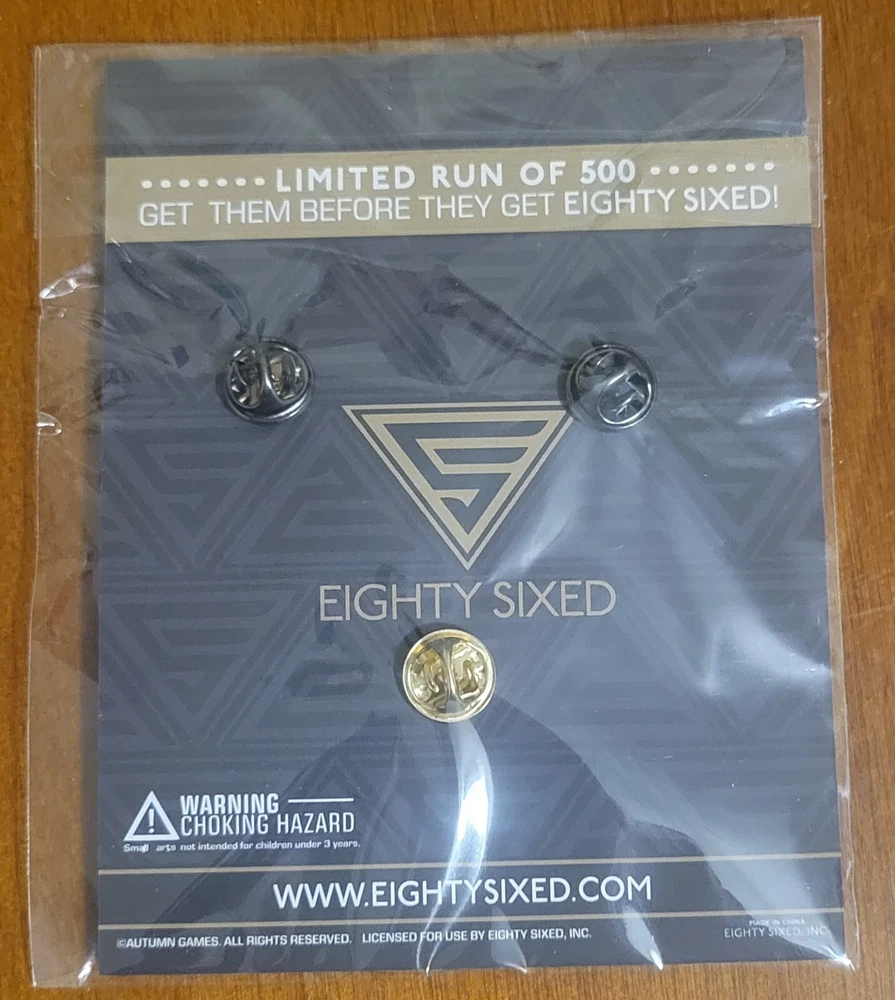 LIMITED RUN OF 500
GET THEM BEFORE THEY GET EIGHTY SIXED!
EIGHTY SIXED
WARNING
CHOKING HAZARD
Small arts not intended for children under 3 years.
WWW.EIGHTYSIXED.COM
©AUTUMN GAMES. ALL RIGHTS RESERVED. LICENSED FOR USE BY EIGHTY SIXED, INC.
MADE IN CHINA
EIGHTY SIXED, INC